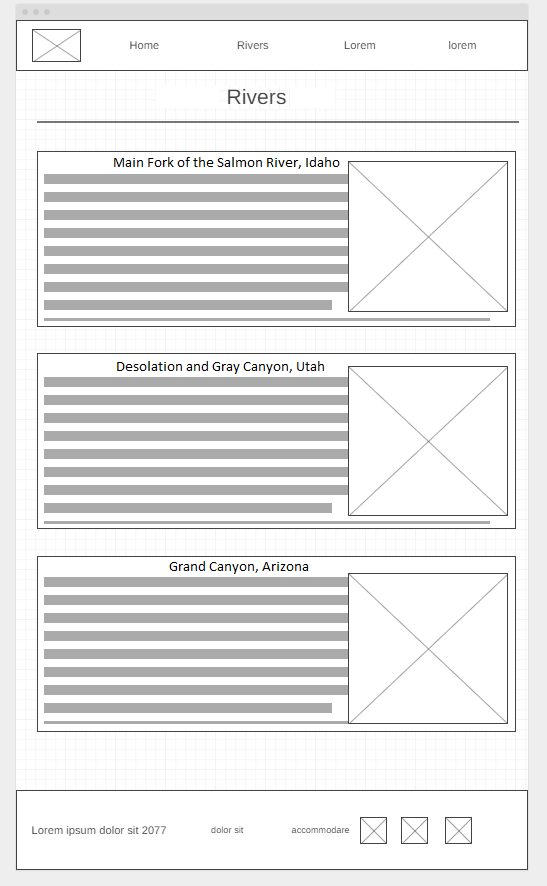 Home Rivers Lorem lorem
Rivers
Main Fork of the Salmon River, Idaho
Desolation and Gray Canyon, Utah
Grand Canyon, Arizona
Lorem ipsum dolor sit 2077 dolor sit accommodare